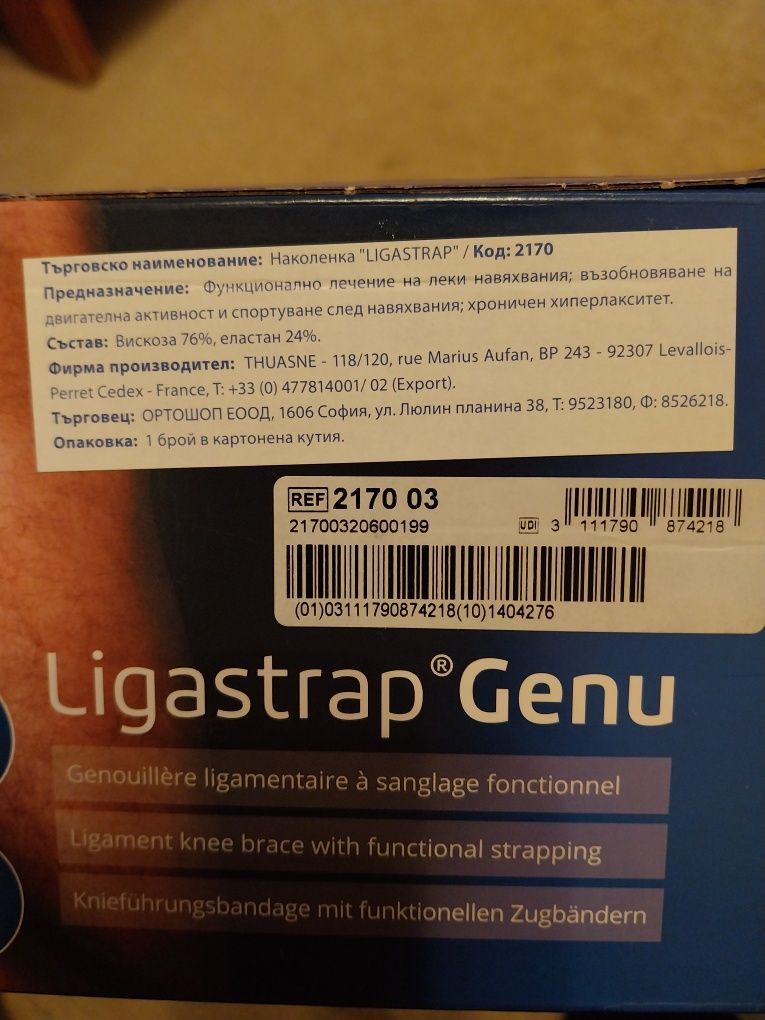 Търговско наименование: Наколенка "LIGASTRAP" / Код: 2170
Предназначение: Функционално лечение на леки навяхвания; възобновяване на
двигателна активност и спортуване след навяхвания; хроничен хиперлакситет.
Състав: Вискоза 76%, еластан 24%.
Фирма производител: THUASNE - 118/120, rue Marius Aufan, BP 243 - 92307 Levallois-
Perret Cedex - France, T: +33 (0) 477814001/ 02 (Export).
Търговец: ОРТОШОП ЕООД, 1606 София, ул. Люлин планина 38, Т: 9523180, Ф: 8526218.
Опаковка: 1 брой в картонена кутия.
REF 2170 03
21700320600199
UDI 3 111790 874218
(01)03111790874218(10)1404276
Ligastrap® Genu
Genouillère ligamentaire à sanglage fonctionnel
Ligament knee brace with functional strapping
Knieführungsbandage mit funktionellen Zugbändern